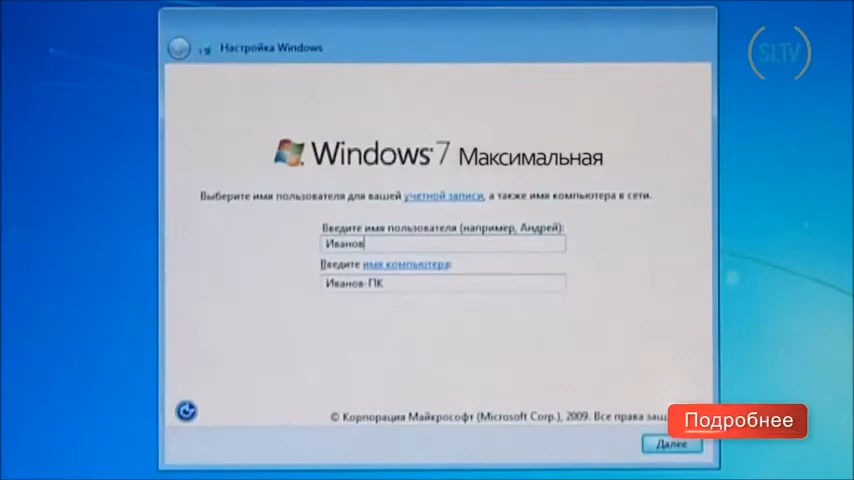 Настройка Windows
SLTV
Windows 7 Максимальная
Выберите имя пользователя для вашей учетной записи, а также имя компьютера в сети.
Введите имя пользователя (например, Андрей):
Иванов
Введите имя компьютера:
Иванов-ПК
© Корпорация Майкрософт (Microsoft Corp.), 2009. Все права
Подробнее
Далее